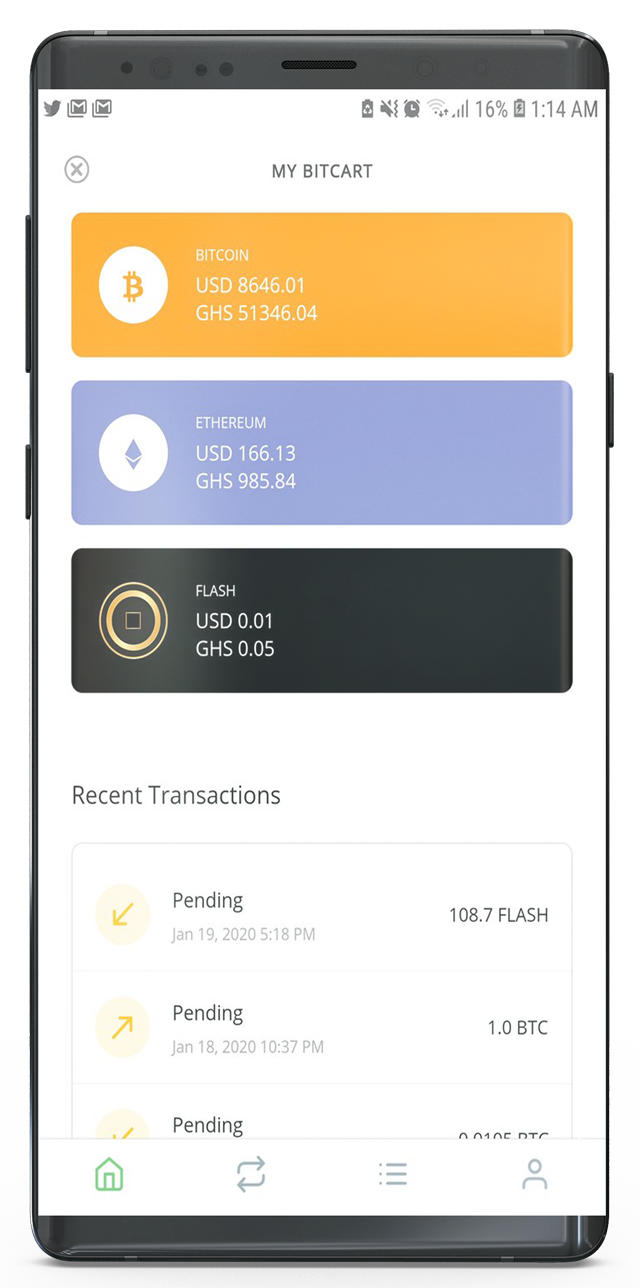 16% 1:14 AM
MY BITCART
BITCOIN
USD 8646.01
GHS 51346.04
ETHEREUM
USD 166.13
GHS 985.84
FLASH
USD 0.01
GHS 0.05
Recent Transactions
Pending
108.7 FLASH
Jan 19, 2020 5:18 PM
Pending
1.0 BTC
Jan 18, 2020 10:37 PM
Pending
0.0105 BTC